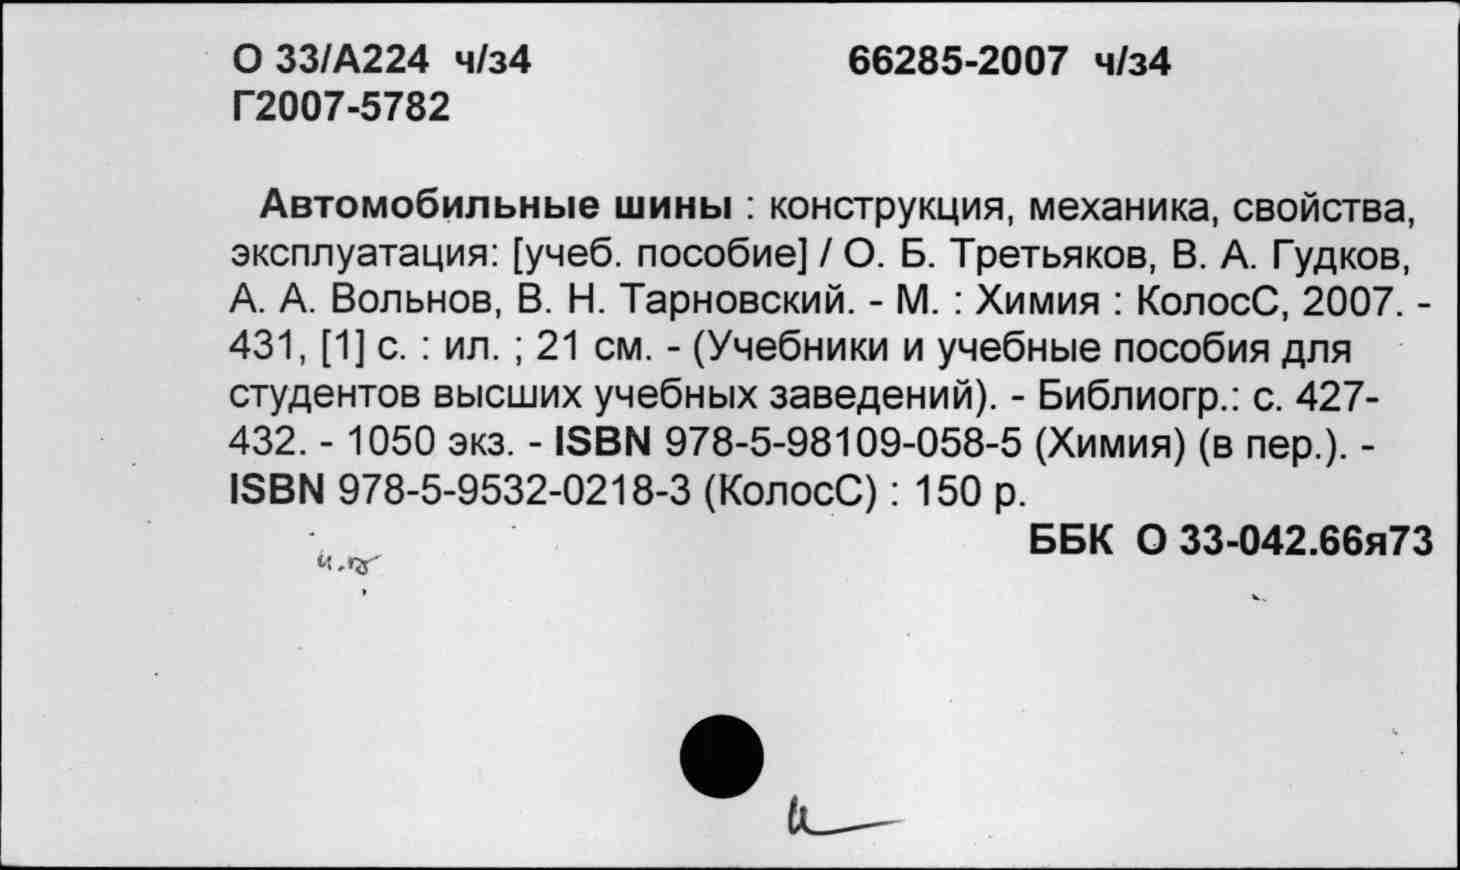 О 33/А224 ч/з4 66285-2007 ч/з4
Г2007-5782
Автомобильные шины : конструкция, механика, свойства,
эксплуатация: [учеб. пособие] / О. Б. Третьяков, В. А. Гудков,
А. А. Вольнов, В. Н. Тарновский. - М. : Химия : КолосС, 2007. -
431, [1] с. : ил. ; 21 см. - (Учебники и учебные пособия для
студентов высших учебных заведений). - Библиогр.: с. 427-
432. - 1050 экз. - ISBN 978-5-98109-058-5 (Химия) (в пер.). -
ISBN 978-5-9532-0218-3 (КолосС) : 150 р.
ББК О 33-042.66я73